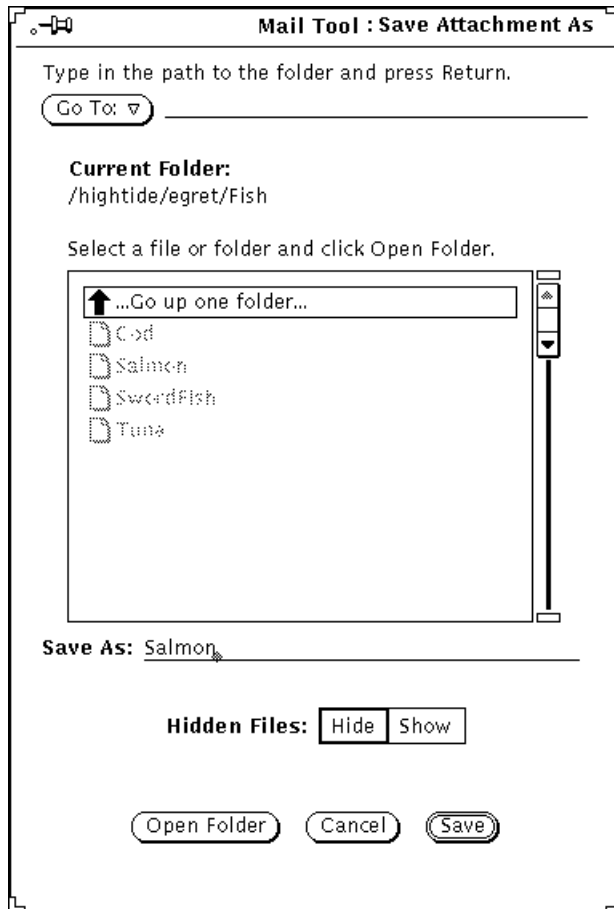 Mail Tool : Save Attachment As
Type in the path to the folder and press Return.
Go To:
Current Folder:
/hightide/egret/Fish
Select a file or folder and click Open Folder.
...Go up one folder...
Cod
Salmon
SwordFish
Tuna
Save As: Salmon
Hidden Files: Hide Show
Open Folder Cancel Save